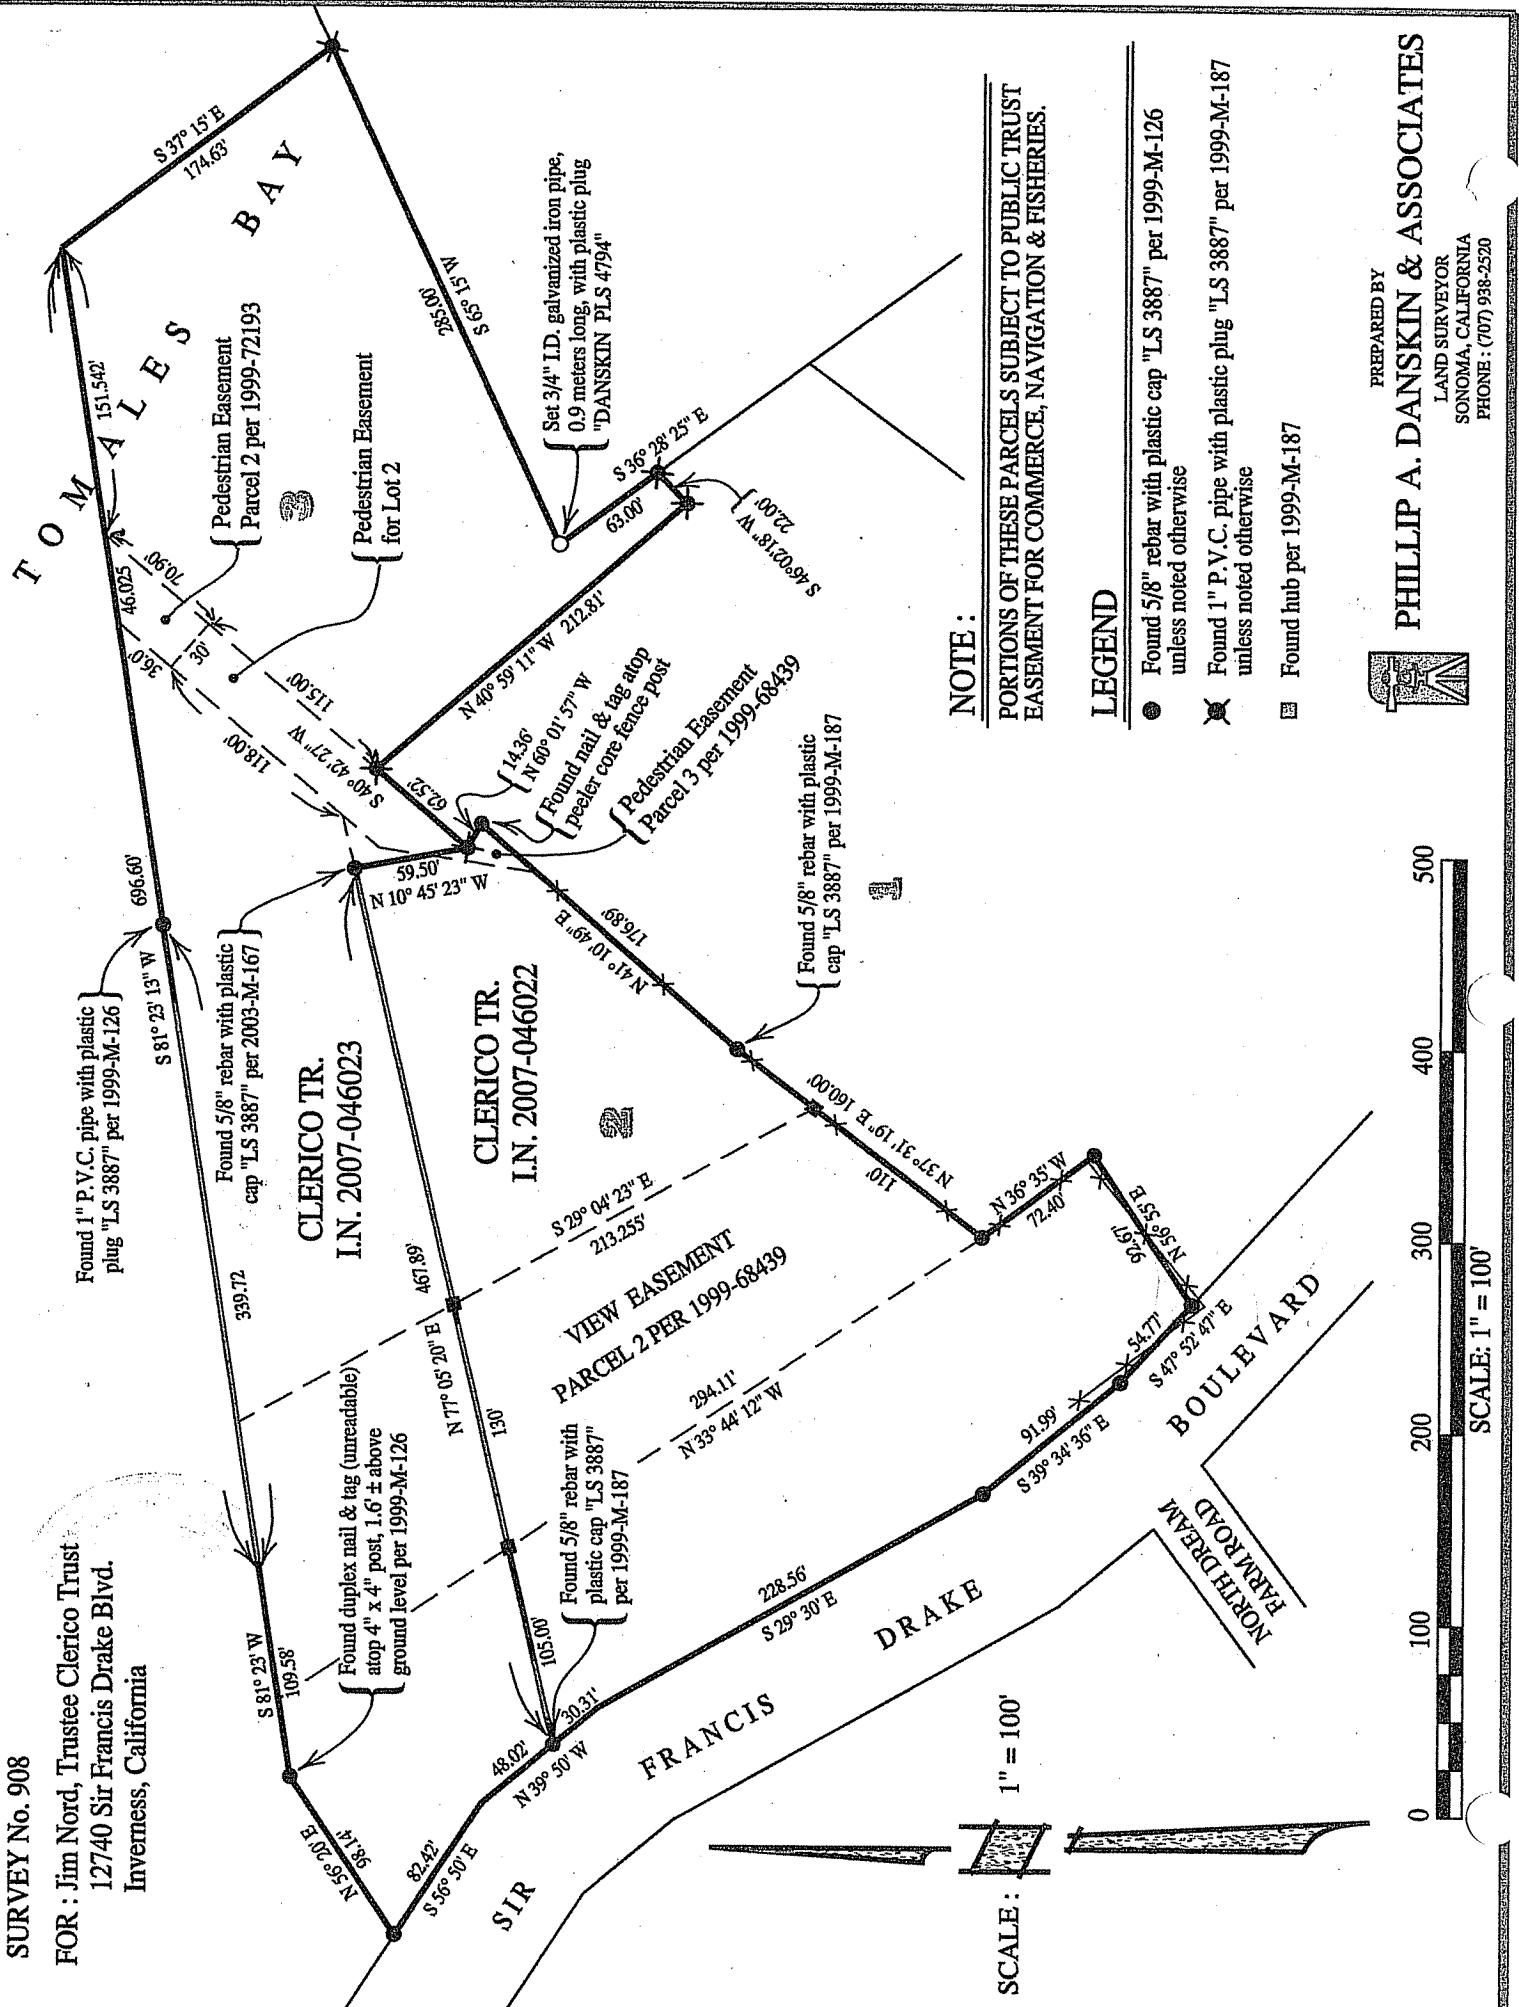 SURVEY No. 908
FOR : Jim Nord, Trustee Clerico Trust
12740 Sir Francis Drake Blvd.
Inverness, California
TOMALES BAY
S 37° 15' E
174.63'
151.542'
46.025
696.60'
S 81° 23' 13" W
339.72
S 81° 23' W
109.58'
N 56° 20' E
98.14'
82.42'
S 56° 50' E
48.02'
N 39° 50' W
30.31'
Found 1" P.V.C. pipe with plastic
plug "LS 3887" per 1999-M-126
Found 5/8" rebar with plastic
cap "LS 3887" per 2003-M-167
Found duplex nail & tag (unreadable)
atop 4" x 4" post, 1.6' ± above
ground level per 1999-M-126
Pedestrian Easement
Parcel 2 per 1999-72193
3
Pedestrian Easement
for Lot 2
70.90'
36.0'
30'
115.00'
118.00'
S 40° 42' 27" W
62.52'
285.00'
S 65° 15' W
Set 3/4" I.D. galvanized iron pipe,
0.9 meters long, with plastic plug
"DANSKIN PLS 4794"
S 36° 28' 25" E
63.00'
22.00'
S 46°02'18" W
N 40° 59' 11" W 212.81'
14.36'
N 60° 01' 57" W
Found nail & tag atop
peeler core fence post
Pedestrian Easement
Parcel 3 per 1999-68439
59.50'
N 10° 45' 23" W
CLERICO TR.
I.N. 2007-046023
CLERICO TR.
I.N. 2007-046022
2
1
176.89'
N 41° 10' 49" E
Found 5/8" rebar with plastic
cap "LS 3887" per 1999-M-187
467.89'
N 77° 05' 20" E
130'
105.00'
S 29° 04' 23" E
213.255'
VIEW EASEMENT
PARCEL 2 PER 1999-68439
294.11'
N 33° 44' 12" W
Found 5/8" rebar with
plastic cap "LS 3887"
per 1999-M-187
N 37° 31' 19" E 160.00'
110'
N 36° 35' W
72.40'
N 56° 55' E
92.67'
54.77'
S 47° 52' 47" E
91.99'
S 39° 34' 36" E
228.56'
S 29° 30' E
SIR FRANCIS DRAKE BOULEVARD
NORTH DREAM
FARM ROAD
NOTE :
PORTIONS OF THESE PARCELS SUBJECT TO PUBLIC TRUST
EASEMENT FOR COMMERCE, NAVIGATION & FISHERIES.
LEGEND
Found 5/8" rebar with plastic cap "LS 3887" per 1999-M-126
unless noted otherwise
Found 1" P.V.C. pipe with plastic plug "LS 3887" per 1999-M-187
unless noted otherwise
Found hub per 1999-M-187
SCALE : 1" = 100'
0 100 200 300 400 500
SCALE: 1" = 100'
PREPARED BY
PHILLIP A. DANSKIN & ASSOCIATES
LAND SURVEYOR
SONOMA, CALIFORNIA
PHONE : (707) 938-2520